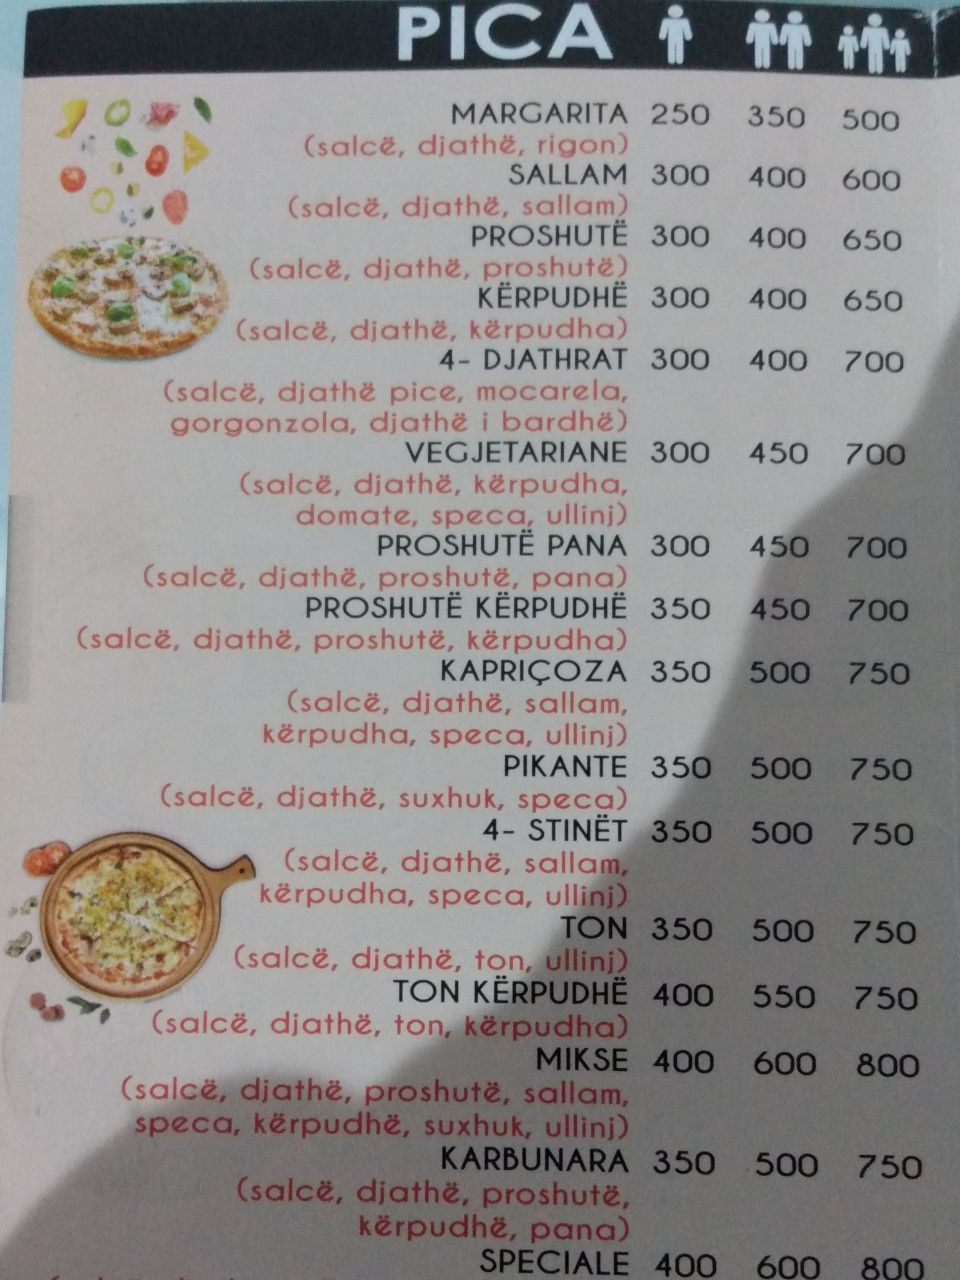 PICA
MARGARITA 250 350 500
(salcë, djathë, rigon)
SALLAM 300 400 600
(salcë, djathë, sallam)
PROSHUTË 300 400 650
(salcë, djathë, proshutë)
KËRPUDHË 300 400 650
(salcë, djathë, kërpudha)
4- DJATHRAT 300 400 700
(salcë, djathë pice, mocarela,
gorgonzola, djathë i bardhë)
VEGJETARIANE 300 450 700
(salcë, djathë, kërpudha,
domate, speca, ullinj)
PROSHUTË PANA 300 450 700
(salcë, djathë, proshutë, pana)
PROSHUTË KËRPUDHË 350 450 700
(salcë, djathë, proshutë, kërpudha)
KAPRIÇOZA 350 500 750
(salcë, djathë, sallam,
kërpudha, speca, ullinj)
PIKANTE 350 500 750
(salcë, djathë, suxhuk, speca)
4- STINËT 350 500 750
(salcë, djathë, sallam,
kërpudha, speca, ullinj)
TON 350 500 750
(salcë, djathë, ton, ullinj)
TON KËRPUDHË 400 550 750
(salcë, djathë, ton, kërpudha)
MIKSE 400 600 800
(salcë, djathë, proshutë, sallam,
speca, kërpudhë, suxhuk, ullinj)
KARBUNARA 350 500 750
(salcë, djathë, proshutë,
kërpudhë, pana)
SPECIALE 400 600 800